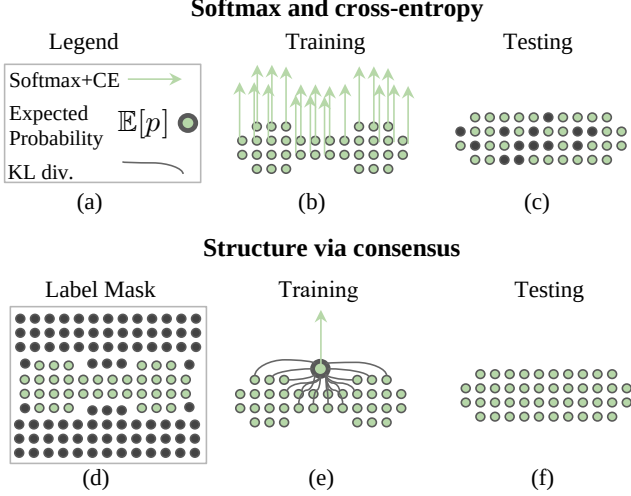 Softmax and cross-entropy
Legend
Training
Testing
Softmax+CE
Expected
Probability
𝔼[p]
KL div.
(a)
(b)
(c)
Structure via consensus
Label Mask
Training
Testing
(d)
(e)
(f)